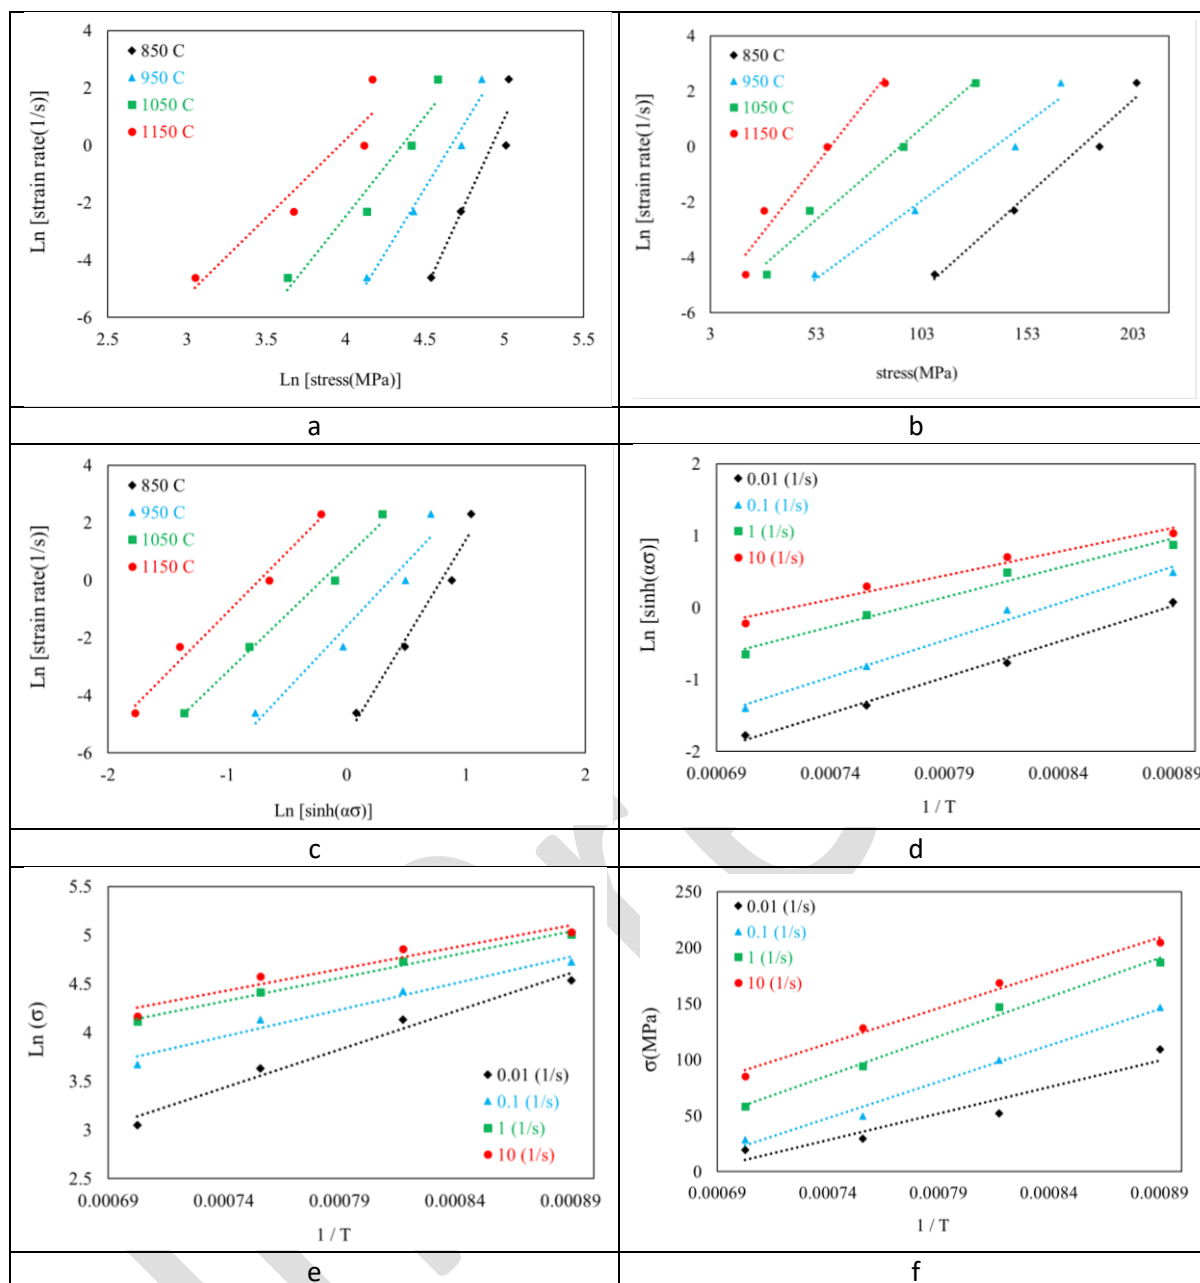 4
2
0
-2
-4
-6
850 C
950 C
1050 C
1150 C
Ln [strain rate(1/s)]
2.5 3 3.5 4 4.5 5 5.5
Ln [stress(MPa)]
4
2
0
-2
-4
-6
850 C
950 C
1050 C
1150 C
Ln [strain rate(1/s)]
3 53 103 153 203
stress(MPa)
a
b
4
2
0
-2
-4
-6
850 C
950 C
1050 C
1150 C
Ln [strain rate(1/s)]
-2 -1 0 1 2
Ln [sinh(ασ)]
2
1
0
-1
-2
0.01 (1/s)
0.1 (1/s)
1 (1/s)
10 (1/s)
Ln [sinh(ασ)]
0.00069 0.00074 0.00079 0.00084 0.00089
1 / T
c
d
5.5
5
4.5
4
3.5
3
2.5
Ln (σ)
0.01 (1/s)
0.1 (1/s)
1 (1/s)
10 (1/s)
0.00069 0.00074 0.00079 0.00084 0.00089
1 / T
250
200
150
100
50
0
0.01 (1/s)
0.1 (1/s)
1 (1/s)
10 (1/s)
σ(MPa)
0.00069 0.00074 0.00079 0.00084 0.00089
1 / T
e
f